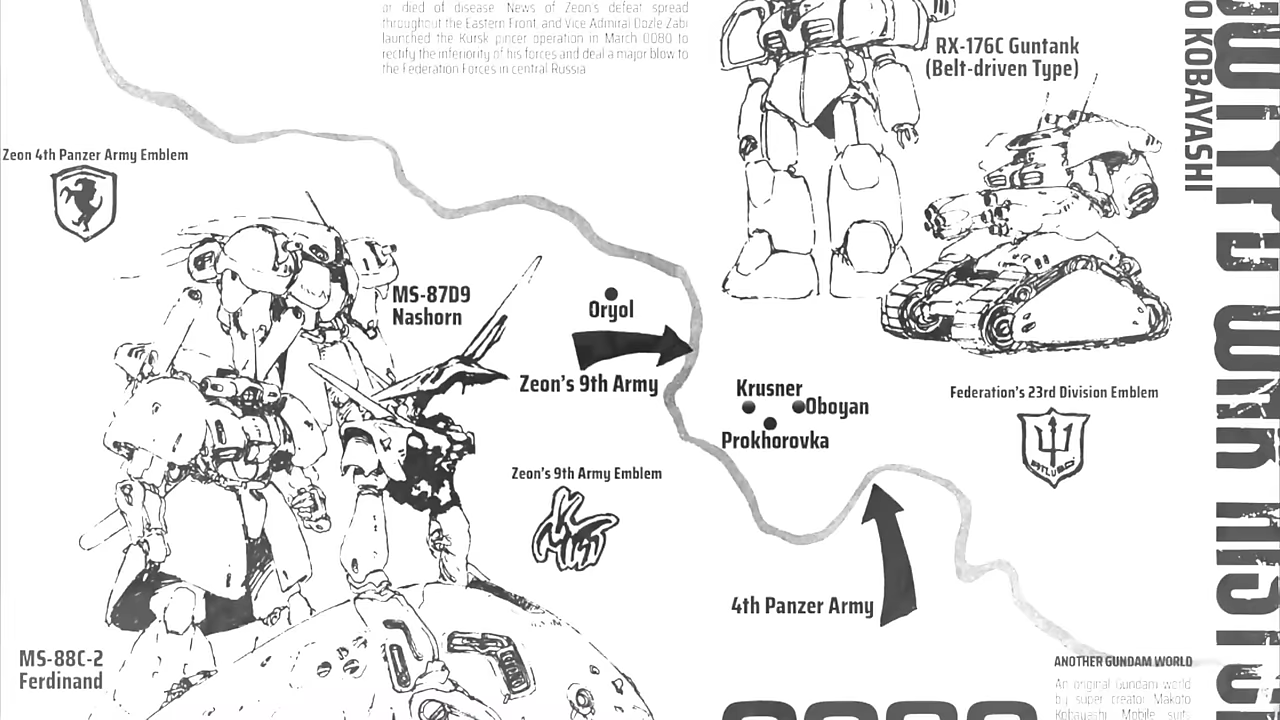 or died of disease. News of Zeon's defeat spread
throughout the Eastern Front, and Vice Admiral Dozle Zabi
launched the Kursk pincer operation in March 0080 to
rectify the inferiority of his forces and deal a major blow to
the Federation Forces in central Russia
RX-176C Guntank
(Belt-driven Type)
O KOBAYASHI
Zeon 4th Panzer Army Emblem
MS-87D9
Nashorn
Oryol
Zeon's 9th Army
Krusner
Oboyan
Prokhorovka
Federation's 23rd Division Emblem
Zeon's 9th Army Emblem
4th Panzer Army
MS-88C-2
Ferdinand
ANOTHER GUNDAM WORLD
An original Gundam world
by super creator Makoto
Kobayashi Mobile suit